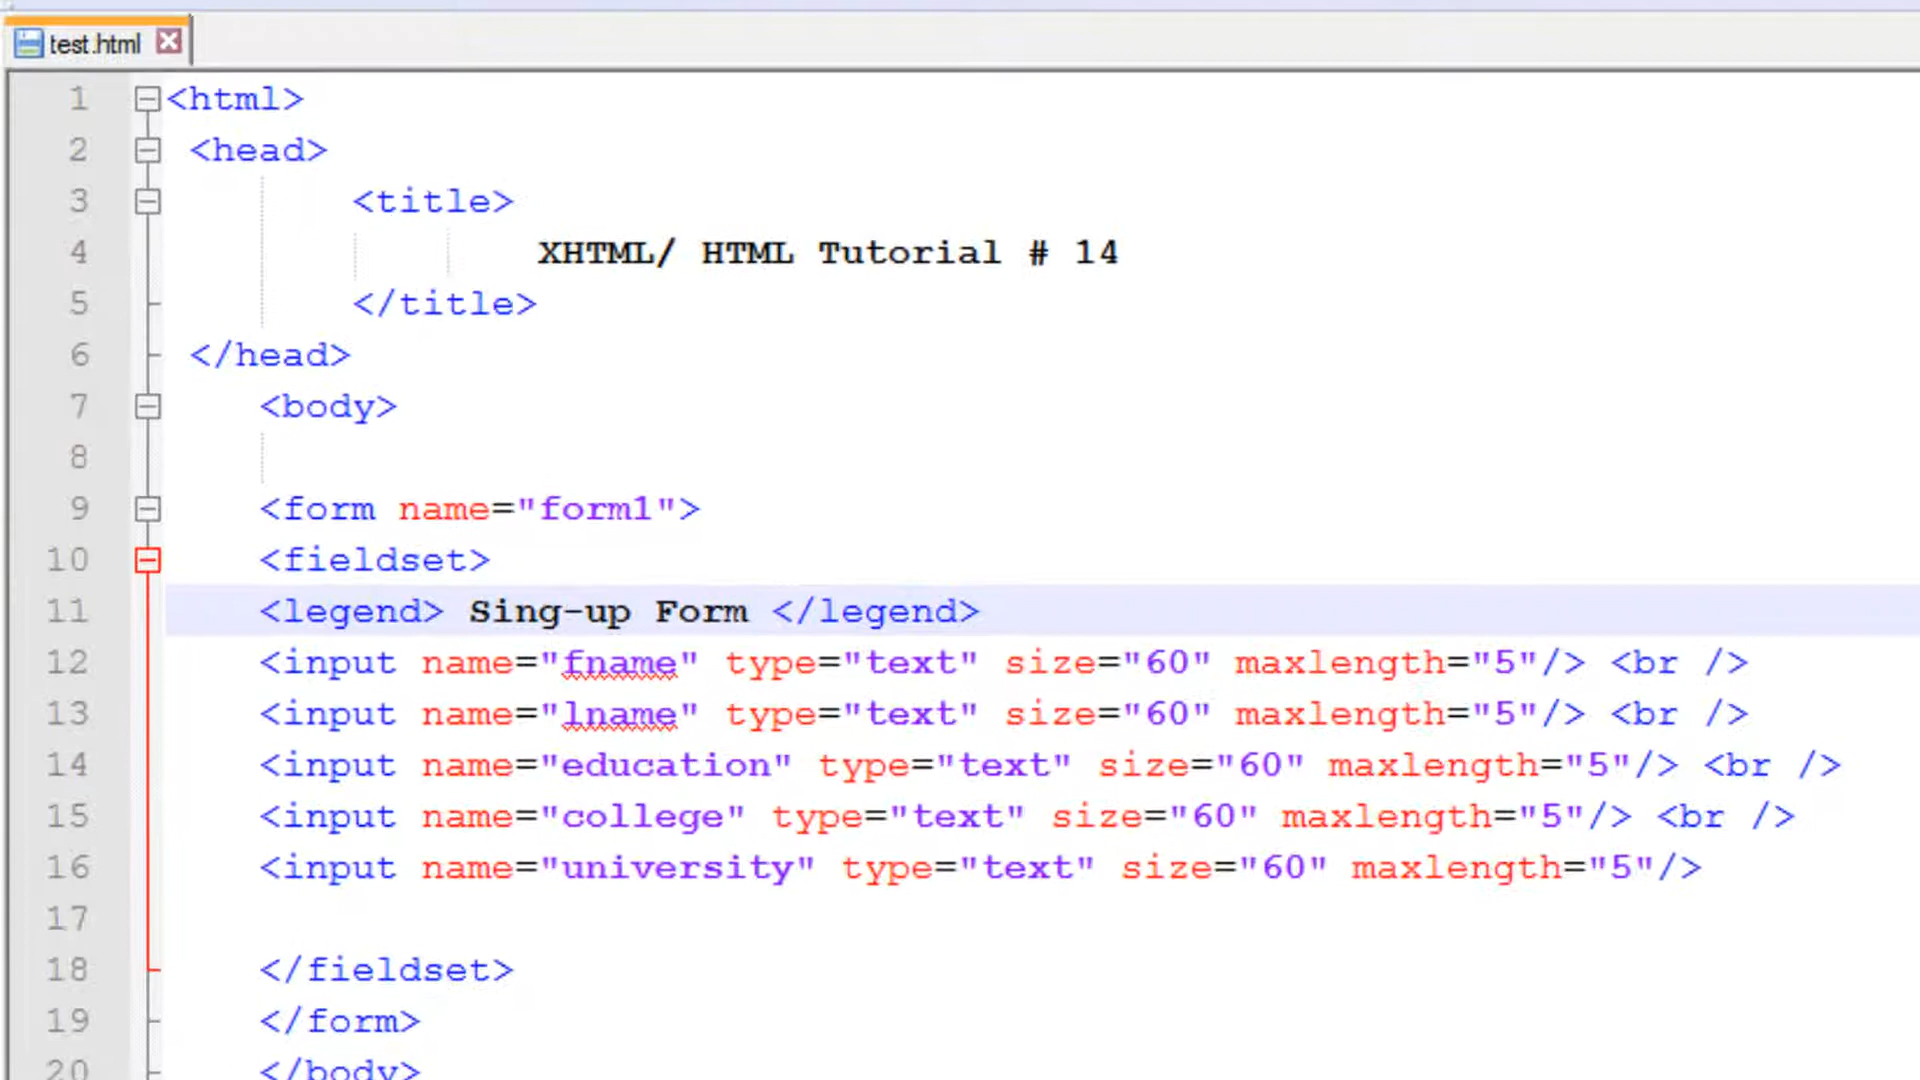 test.html
1 <html>
2 <head>
3 <title>
4 XHTML/ HTML Tutorial # 14
5 </title>
6 </head>
7 <body>
8
9 <form name="form1">
10 <fieldset>
11 <legend> Sing-up Form </legend>
12 <input name="fname" type="text" size="60" maxlength="5"/> <br />
13 <input name="lname" type="text" size="60" maxlength="5"/> <br />
14 <input name="education" type="text" size="60" maxlength="5"/> <br />
15 <input name="college" type="text" size="60" maxlength="5"/> <br />
16 <input name="university" type="text" size="60" maxlength="5"/>
17
18 </fieldset>
19 </form>
20 </body>